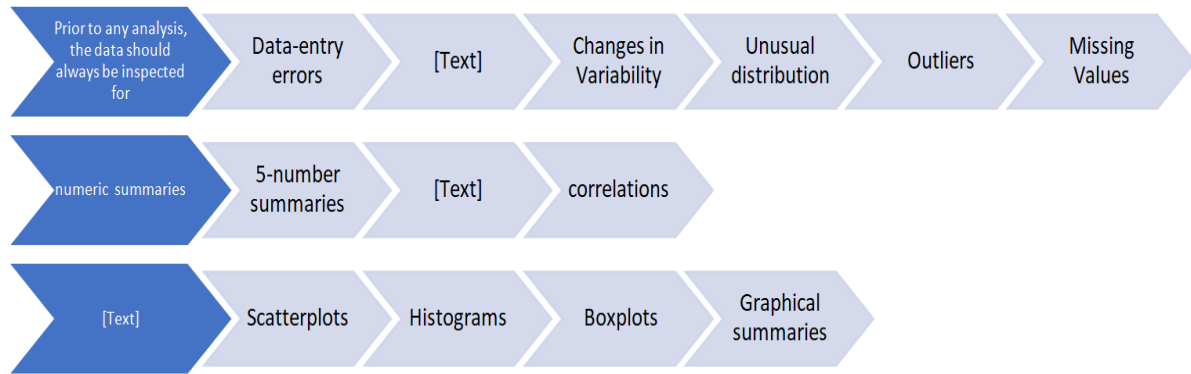 Prior to any analysis,
the data should
always be inspected
for
Data-entry
errors
[Text]
Changes in
Variability
Unusual
distribution
Outliers
Missing
Values
numeric summaries
5-number
summaries
[Text]
correlations
[Text]
Scatterplots
Histograms
Boxplots
Graphical
summaries